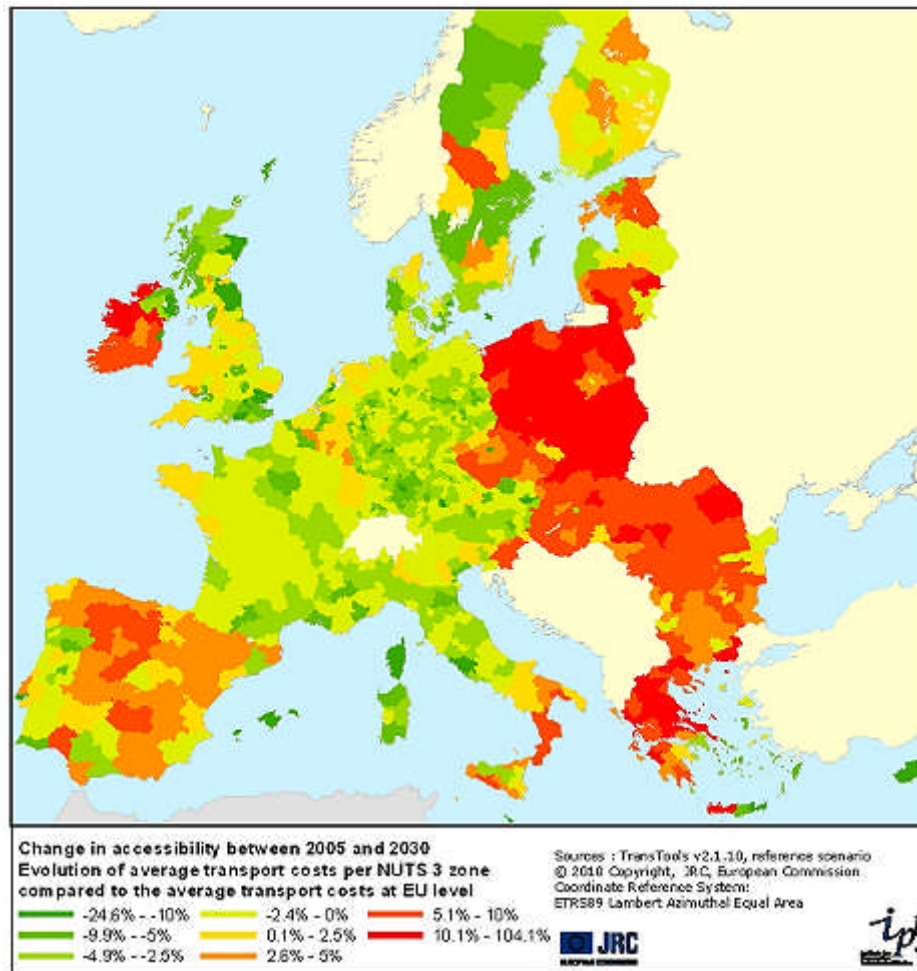 Change in accessibility between 2005 and 2030
Evolution of average transport costs per NUTS 3 zone
compared to the average transport costs at EU level
-24.6% - -10%
-9.9% - -5%
-4.9% - -2.5%
-2.4% - 0%
0.1% - 2.5%
2.6% - 5%
5.1% - 10%
10.1% - 104.1%
Sources : TransTools v2.1.10, reference scenario
© 2010 Copyright, JRC, European Commission
Coordinate Reference System:
ETRS89 Lambert Azimuthal Equal Area
JRC
EUROPEAN COMMISSION